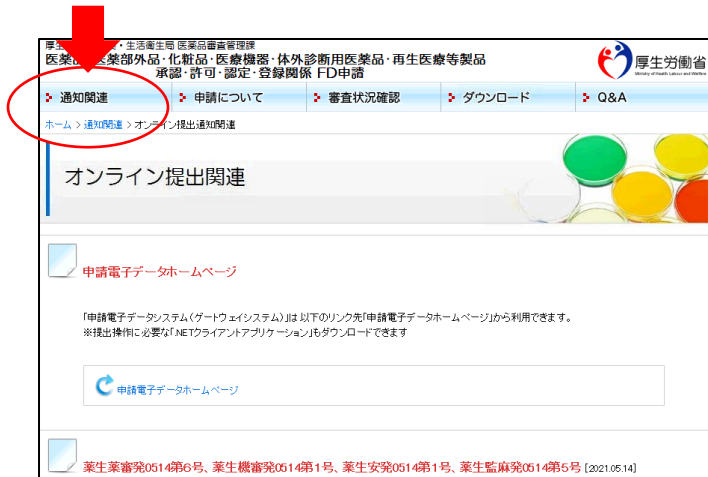 厚生 ・生活衛生局 医薬品審査管理課
医薬 医薬部外品・化粧品・医療機器・体外診断用医薬品・再生医療等製品
承認・許可・認定・登録関係 FD申請
厚生労働省
Ministry of Health, Labour and Welfare
通知関連 申請について 審査状況確認 ダウンロード Q&A
ホーム > 通知関連 > オンライン提出通知関連
オンライン提出関連
申請電子データホームページ
「申請電子データシステム(ゲートウェイシステム)」は以下のリンク先「申請電子データホームページ」から利用できます。
※提出操作に必要な「.NETクライアントアプリケーション」もダウンロードできます
申請電子データホームページ
薬生薬審発0514第6号、薬生機審発0514第1号、薬生安発0514第1号、薬生監麻発0514第5号 [2021.05.14]